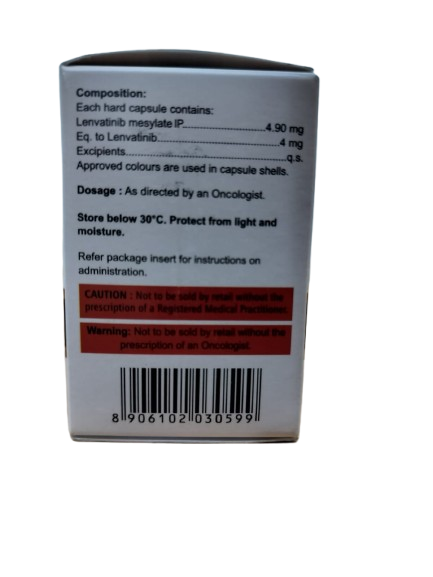 Composition:
Each hard capsule contains:
Lenvatinib mesylate IP..............................4.90 mg
Eq. to Lenvatinib............................................4 mg
Excipients........................................................q.s.
Approved colours are used in capsule shells.
Dosage : As directed by an Oncologist.
Store below 30°C. Protect from light and
moisture.
Refer package insert for instructions on
administration.
CAUTION : Not to be sold by retail without the
prescription of a Registered Medical Practitioner.
Warning: Not to be sold by retail without the
prescription of an Oncologist.
8 906102 030599